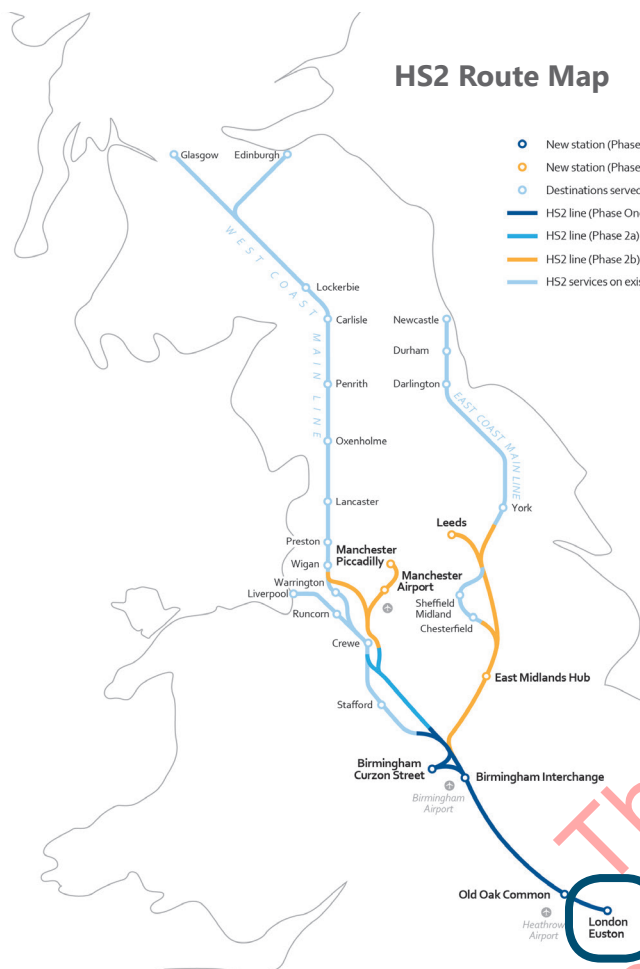 HS2 Route Map
New station (Phase
New station (Phase
Destinations served
HS2 line (Phase One
HS2 line (Phase 2a)
HS2 line (Phase 2b)
HS2 services on exis
Glasgow
Edinburgh
WEST COAST MAIN LINE
Lockerbie
Carlisle
Newcastle
Durham
Penrith
Darlington
EAST COAST MAIN LINE
Oxenholme
Lancaster
York
Leeds
Preston
Manchester
Piccadilly
Wigan
Manchester
Airport
Warrington
Liverpool
Sheffield
Midland
Runcorn
Chesterfield
Crewe
East Midlands Hub
Stafford
Birmingham
Curzon Street
Birmingham Interchange
Birmingham
Airport
Th
Old Oak Common
London
Euston
Heathrow
Airport